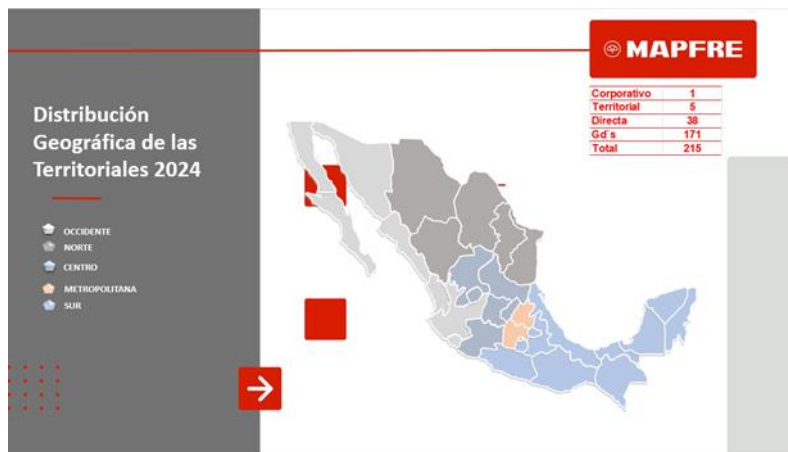 MAPFRE
Corporativo 1
Territorial 5
Directa 38
Gd´s 171
Total 215
Distribución
Geográfica de las
Territoriales 2024
OCCIDENTE
NORTE
CENTRO
METROPOLITANA
SUR